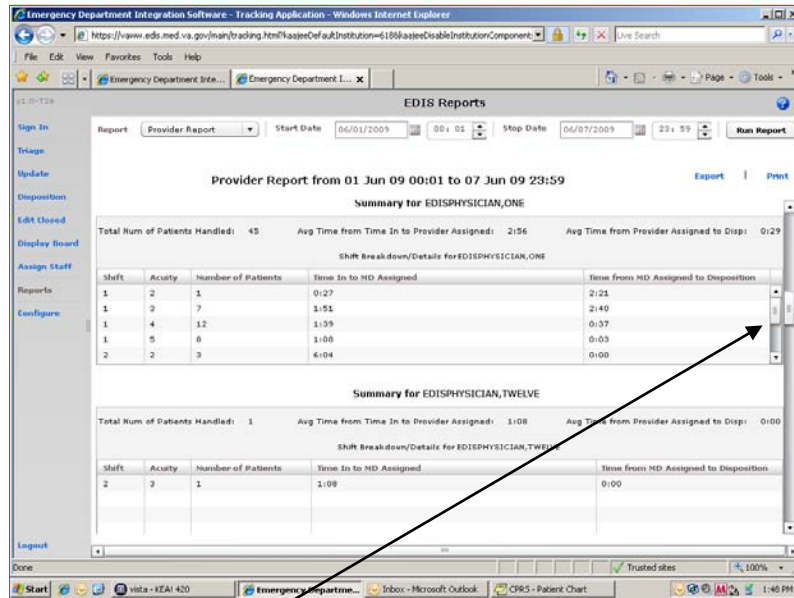 Emergency Department Integration Software - Tracking Application - Windows Internet Explorer
Live Search
File Edit View Favorites Tools Help
Emergency Department Inte... Emergency Department I... Page Tools
EDIS Reports
Sign In
Report Provider Report Start Date 06/01/2009 00: 01 Stop Date 06/07/2009 23: 59 Run Report
Triage
Update
Disposition
Edit Closed
Display Board
Assign Staff
Reports
Configure
Export | Print
Provider Report from 01 Jun 09 00:01 to 07 Jun 09 23:59
Summary for EDISPHYSICIAN,ONE
Total Num of Patients Handled: 45 Avg Time from Time In to Provider Assigned: 2:56 Avg Time from Provider Assigned to Disp: 0:29
Shift Breakdown/Details for EDISPHYSICIAN,ONE
Shift Acuity Number of Patients Time In to MD Assigned Time from MD Assigned to Disposition
1 2 1 0:27 2:21
1 3 7 1:51 2:40
1 4 12 1:39 0:37
1 5 8 1:08 0:03
2 2 3 6:04 0:00
Summary for EDISPHYSICIAN,TWELVE
Total Num of Patients Handled: 1 Avg Time from Time In to Provider Assigned: 1:08 Avg Time from Provider Assigned to Disp: 0:00
Shift Breakdown/Details for EDISPHYSICIAN,TWELVE
Shift Acuity Number of Patients Time In to MD Assigned Time from MD Assigned to Disposition
2 3 1 1:08 0:00
Logout
Done Trusted sites 100%
Start vista - KEA! 420 Emergency Departme... Inbox - Microsoft Outlook CPRS - Patient Chart 1:48 PM